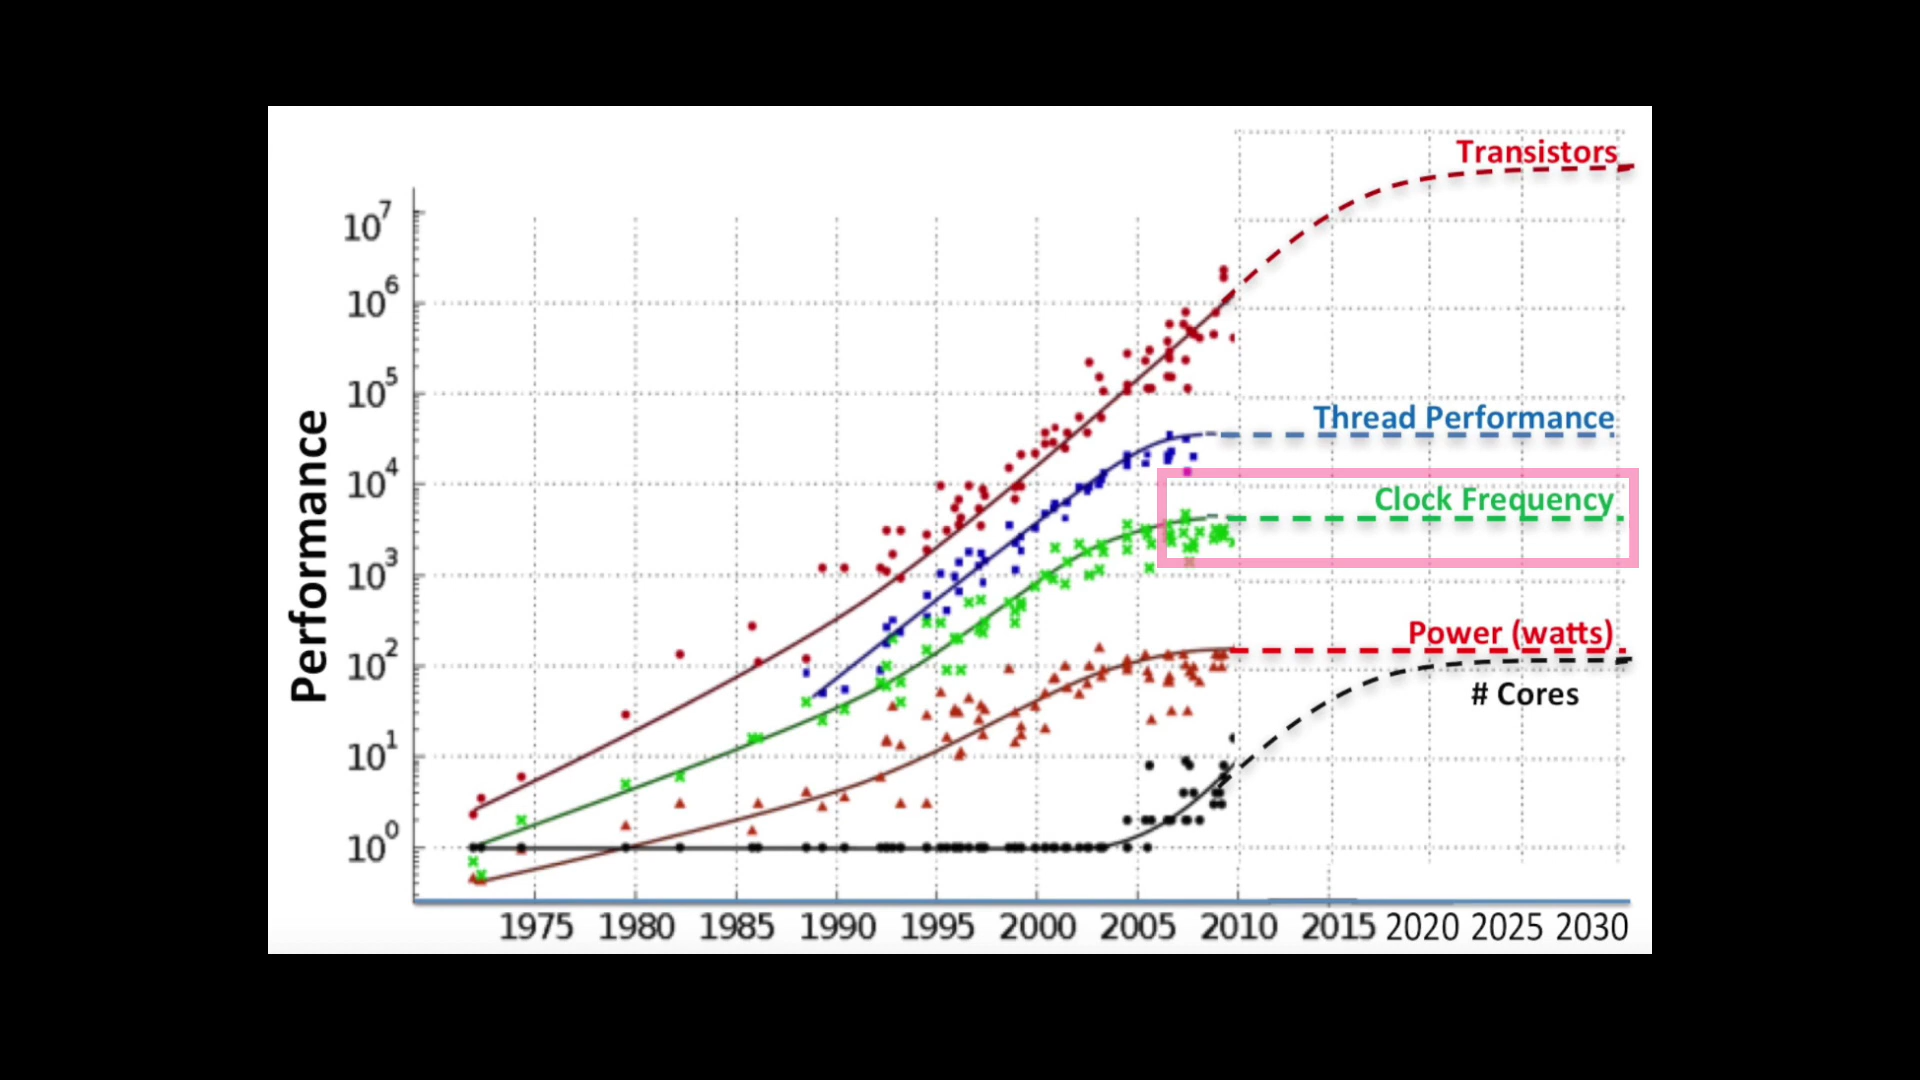 Transistors
10^7
10^6
10^5
Thread Performance
10^4
Clock Frequency
10^3
Performance
10^2
Power (watts)
# Cores
10^1
10^0
1975 1980 1985 1990 1995 2000 2005 2010 2015 2020 2025 2030